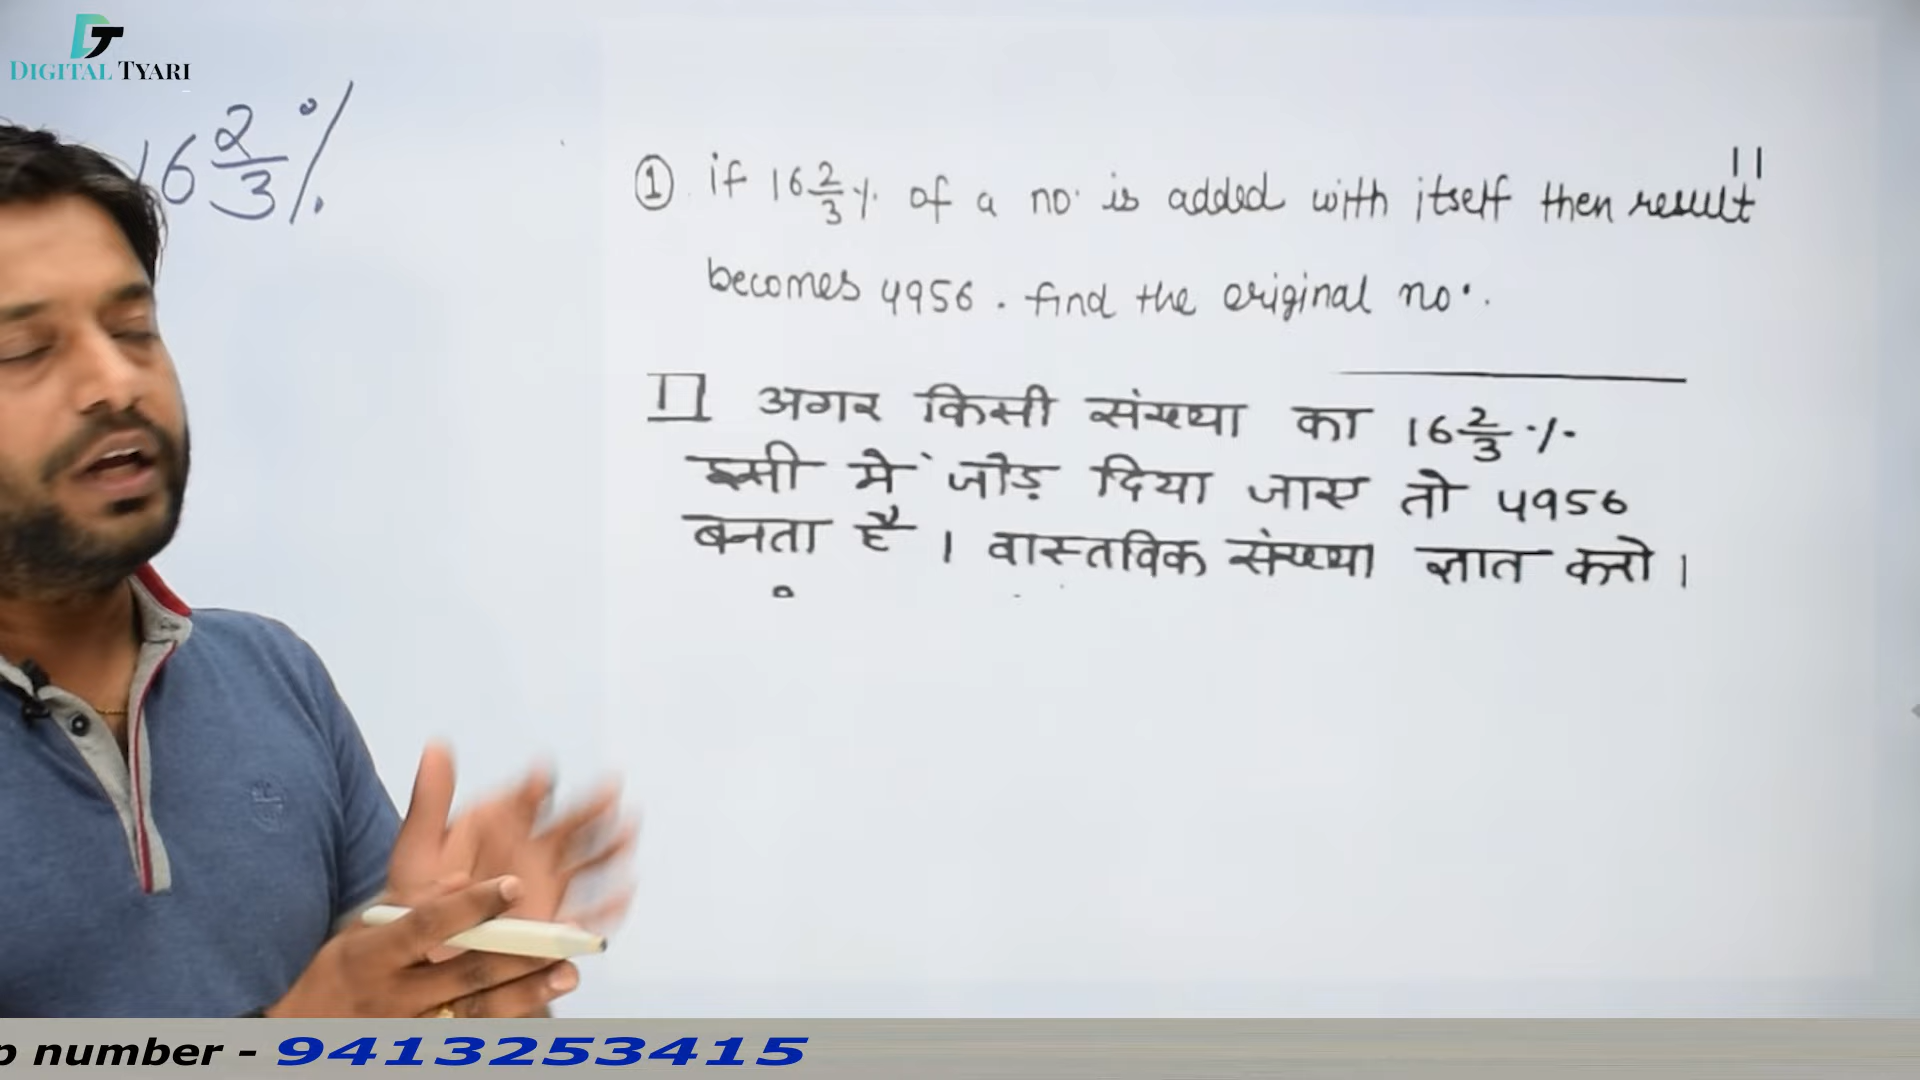 DIGITAL TYARI
16 2/3 %
① if 16 2/3 % of a no. is added with itself then result
becomes 4956. find the original no.
1 अगर किसी संख्या का 16 2/3 %
इसी में जोड़ दिया जाए तो 4956
बनता है । वास्तविक संख्या ज्ञात करो ।
p number - 9413253415